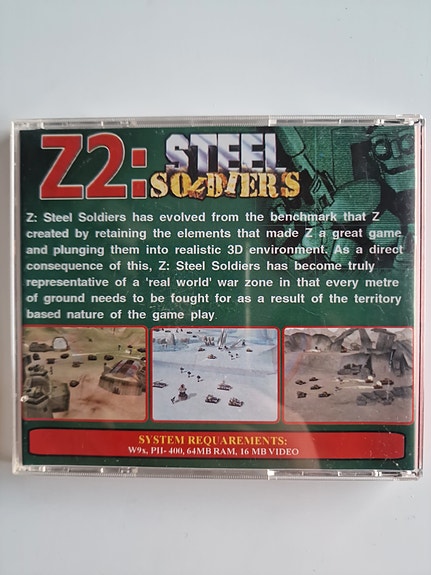 Z2: STEEL
SOLDIERS
Z: Steel Soldiers has evolved from the benchmark that Z
created by retaining the elements that made Z a great game
and plunging them into realistic 3D environment. As a direct
consequence of this, Z: Steel Soldiers has become truly
representative of a 'real world' war zone in that every metre
of ground needs to be fought for as a result of the territory
based nature of the game play
SYSTEM REQUAREMENTS:
W9x, PII- 400, 64MB RAM, 16 MB VIDEO